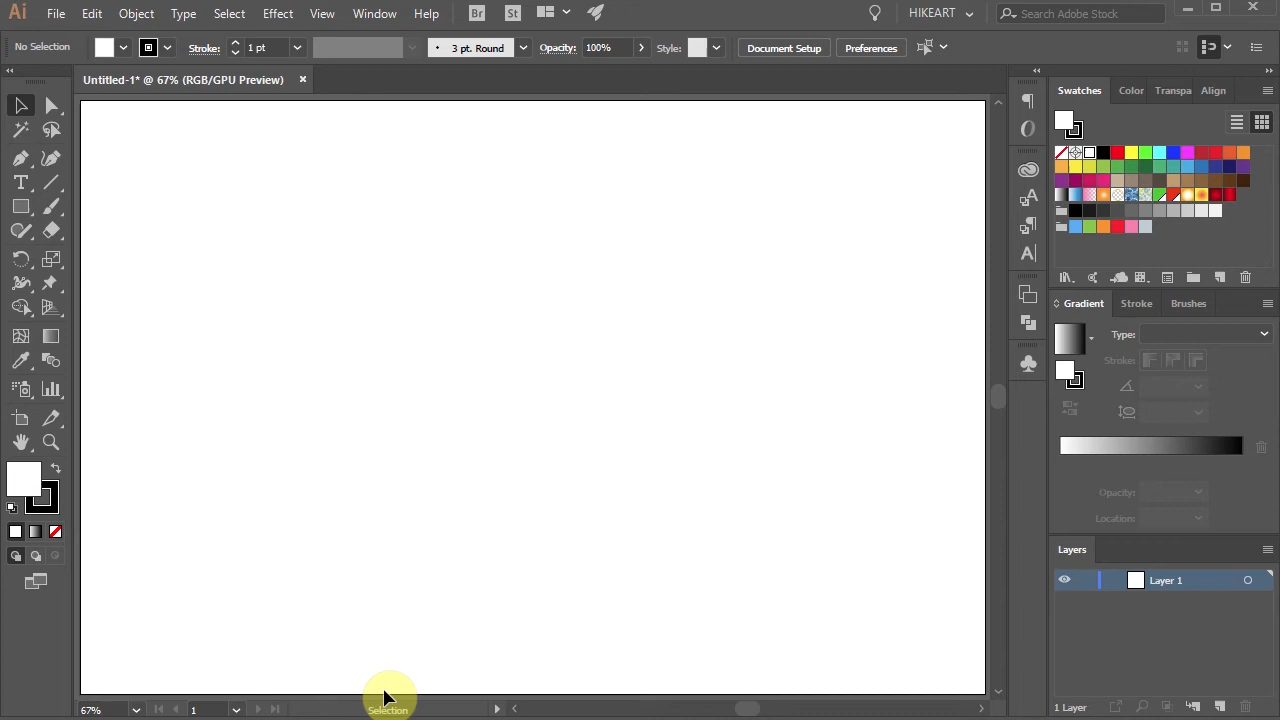 Ai File Edit Object Type Select Effect View Window Help Br St HIKEART Search Adobe Stock
No Selection Stroke: 1 pt 3 pt. Round Opacity: 100% Style: Document Setup Preferences
Untitled-1* @ 67% (RGB/GPU Preview)
Swatches Color Transpa Align
Gradient Stroke Brushes
Type:
Stroke:
Opacity:
Location:
Layers
Layer 1
1 Layer
67% 1 Selection